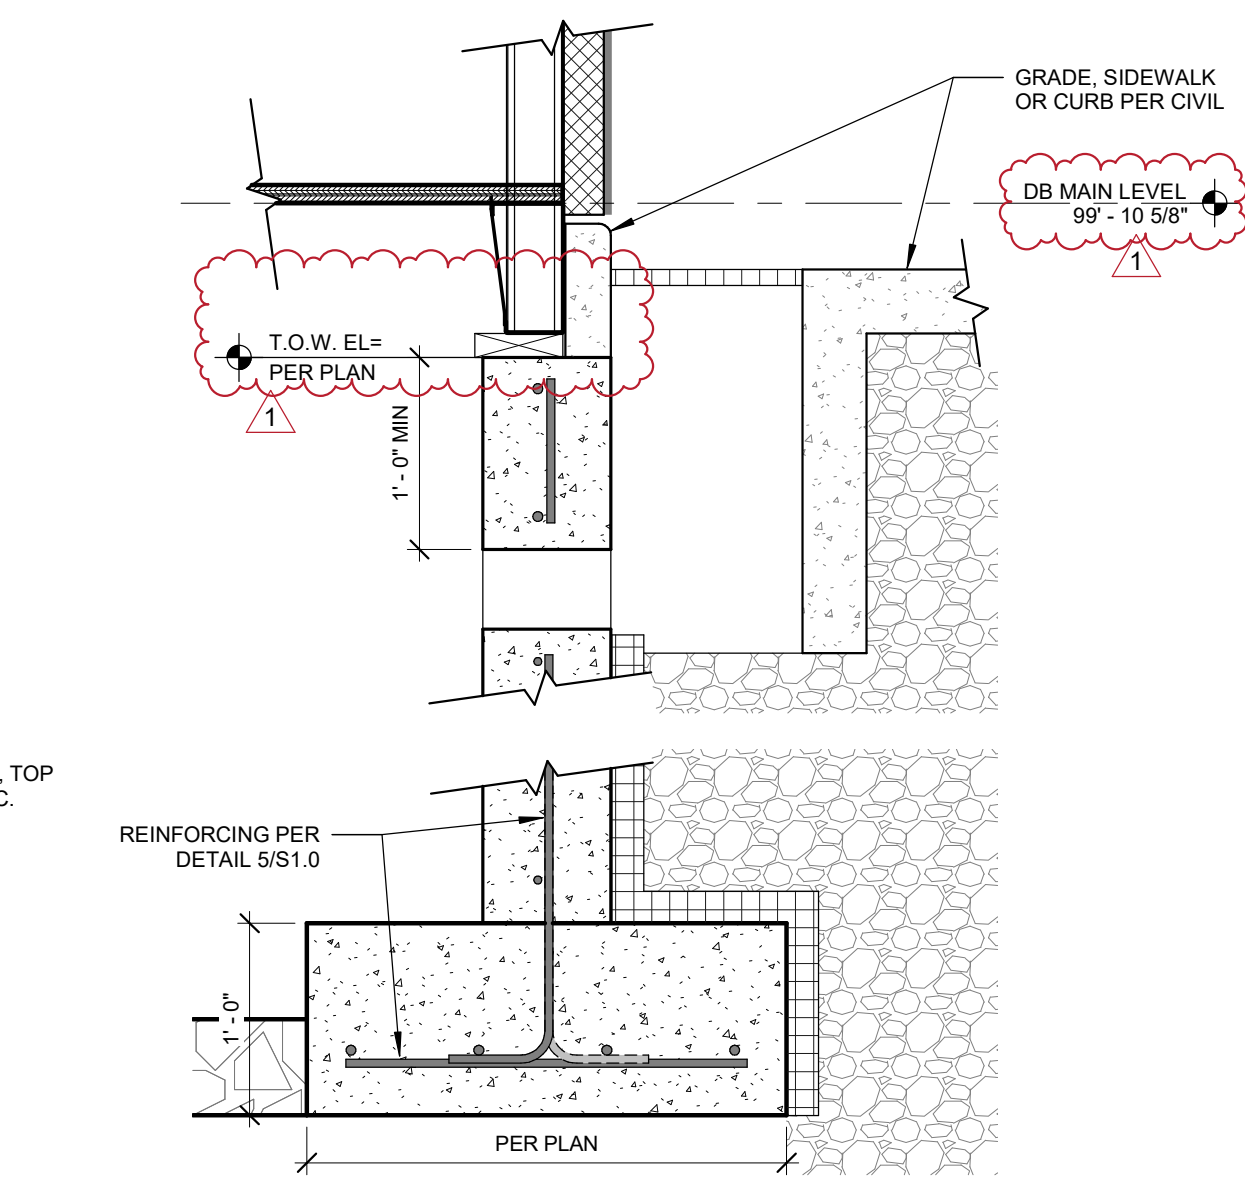 GRADE, SIDEWALK
OR CURB PER CIVIL
DB MAIN LEVEL
99' - 10 5/8"
1
T.O.W. EL=
PER PLAN
1
1' - 0" MIN
, TOP
C.
REINFORCING PER
DETAIL 5/S1.0
1' - 0"
PER PLAN